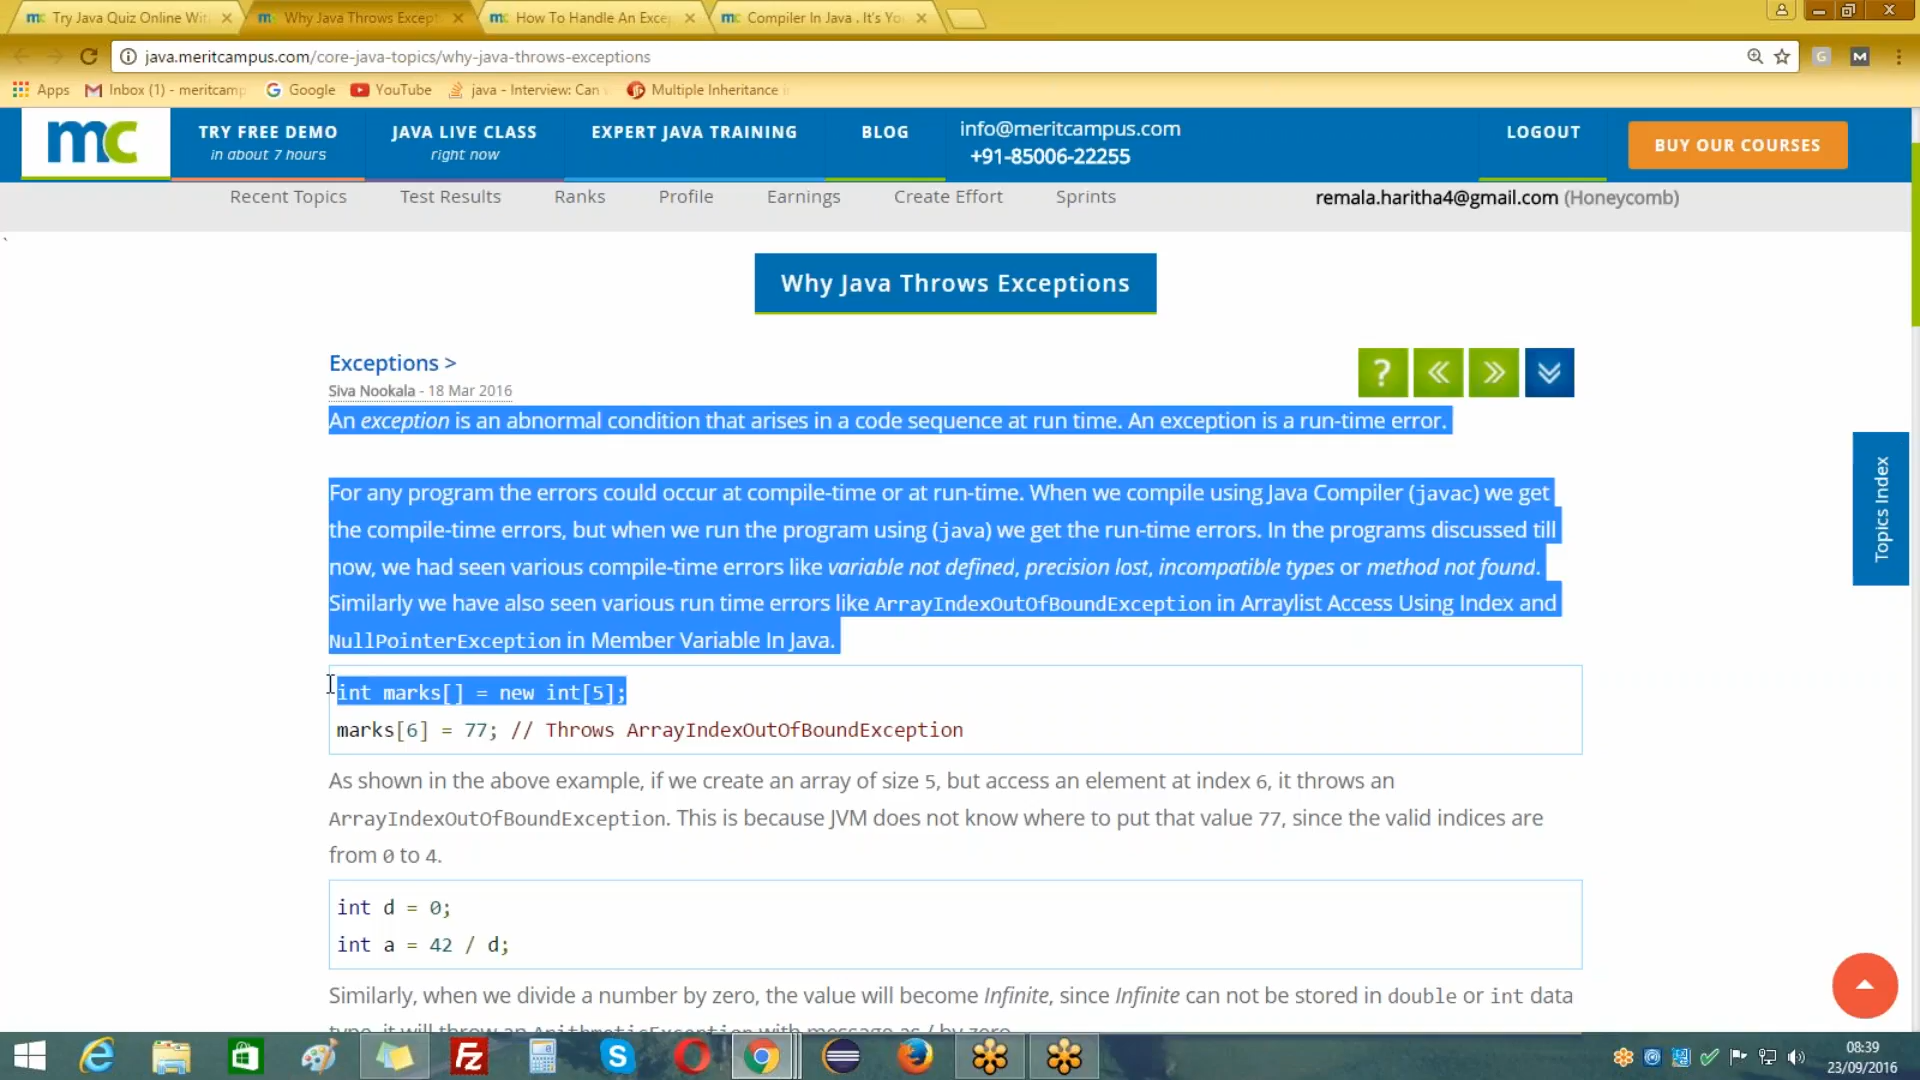 Try Java Quiz Online Wit
Why Java Throws Except
How To Handle An Exce
Compiler In Java . It's Yo
java.meritcampus.com/core-java-topics/why-java-throws-exceptions
Apps
Inbox (1) - meritcamp
Google
YouTube
java - Interview: Can
Multiple Inheritance i
mc
TRY FREE DEMO
in about 7 hours
JAVA LIVE CLASS
right now
EXPERT JAVA TRAINING
BLOG
info@meritcampus.com
+91-85006-22255
LOGOUT
BUY OUR COURSES
Recent Topics
Test Results
Ranks
Profile
Earnings
Create Effort
Sprints
remala.haritha4@gmail.com (Honeycomb)
Why Java Throws Exceptions
Exceptions >
Siva Nookala - 18 Mar 2016
?
An exception is an abnormal condition that arises in a code sequence at run time. An exception is a run-time error.
For any program the errors could occur at compile-time or at run-time. When we compile using Java Compiler (javac) we get
the compile-time errors, but when we run the program using (java) we get the run-time errors. In the programs discussed till
now, we had seen various compile-time errors like variable not defined, precision lost, incompatible types or method not found.
Similarly we have also seen various run time errors like ArrayIndexOutOfBoundException in Arraylist Access Using Index and
NullPointerException in Member Variable In Java.
int marks[] = new int[5];
marks[6] = 77; // Throws ArrayIndexOutOfBoundException
As shown in the above example, if we create an array of size 5, but access an element at index 6, it throws an
ArrayIndexOutOfBoundException. This is because JVM does not know where to put that value 77, since the valid indices are
from 0 to 4.
int d = 0;
int a = 42 / d;
Similarly, when we divide a number by zero, the value will become Infinite, since Infinite can not be stored in double or int data
type, it will throw an ArithmeticException with message as / by zero
Topics Index
08:39
23/09/2016